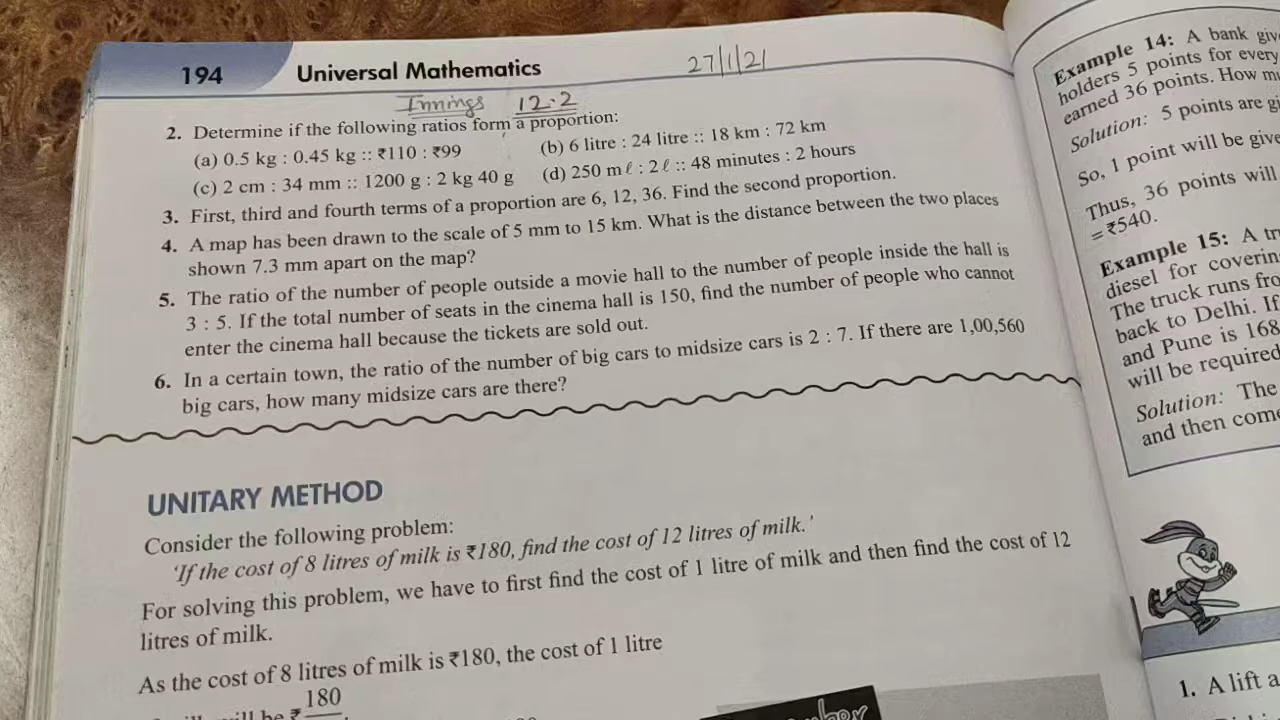 194 Universal Mathematics 27/1/21
Innings 12.2
2. Determine if the following ratios form a proportion:
(a) 0.5 kg : 0.45 kg :: ₹110 : ₹99 (b) 6 litre : 24 litre :: 18 km : 72 km
(c) 2 cm : 34 mm :: 1200 g : 2 kg 40 g (d) 250 mℓ : 2 ℓ :: 48 minutes : 2 hours
3. First, third and fourth terms of a proportion are 6, 12, 36. Find the second proportion.
4. A map has been drawn to the scale of 5 mm to 15 km. What is the distance between the two places
shown 7.3 mm apart on the map?
5. The ratio of the number of people outside a movie hall to the number of people inside the hall is
3 : 5. If the total number of seats in the cinema hall is 150, find the number of people who cannot
enter the cinema hall because the tickets are sold out.
6. In a certain town, the ratio of the number of big cars to midsize cars is 2 : 7. If there are 1,00,560
big cars, how many midsize cars are there?
UNITARY METHOD
Consider the following problem:
'If the cost of 8 litres of milk is ₹180, find the cost of 12 litres of milk.'
For solving this problem, we have to first find the cost of 1 litre of milk and then find the cost of 12
litres of milk.
As the cost of 8 litres of milk is ₹180, the cost of 1 litre
will be ₹ 180
Example 14: A bank
holders 5 points for every
earned 36 points. How
Solution: 5 points are
So, 1 point will be
Thus, 36 points will
= ₹540.
Example 15: A
diesel for
The truck runs
back to Delhi. If
and Pune is 168
will be required
Solution: The
and then
1. A lift a